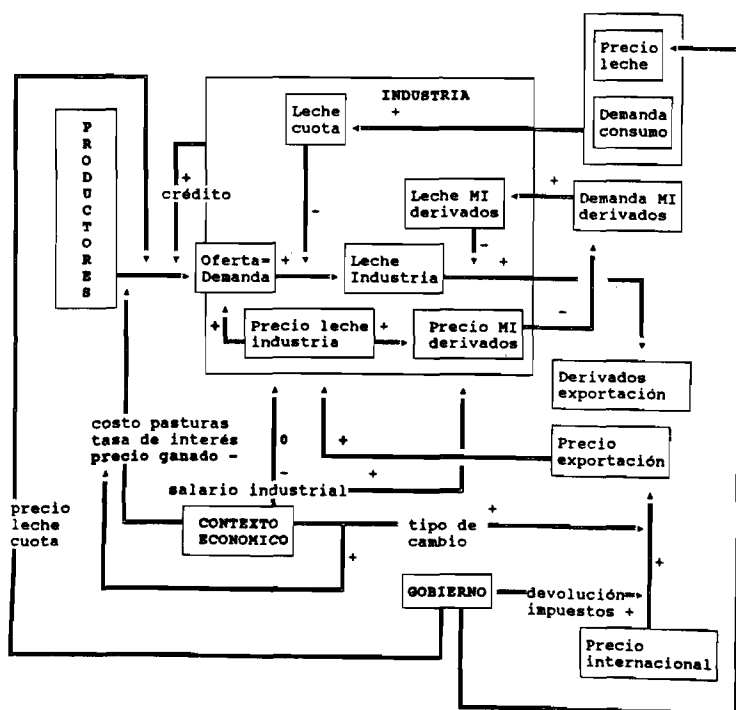 Precio
leche
Demanda
consumo
INDUSTRIA
Leche
cuota
+
PRODUCTORES
+
crédito
-
Leche MI
derivados
+
Demanda MI
derivados
-
Oferta=
Demanda
+
Leche
Industria
+
+
Precio leche
industria
+
Precio MI
derivados
-
Derivados
exportación
costo pasturas
tasa de interés
precio ganado -
0
+
Precio
exportación
-
+
salario industrial
precio
leche
cuota
CONTEXTO
ECONOMICO
+
tipo de
cambio
+
+
GOBIERNO
devolución
impuestos +
Precio
internacional